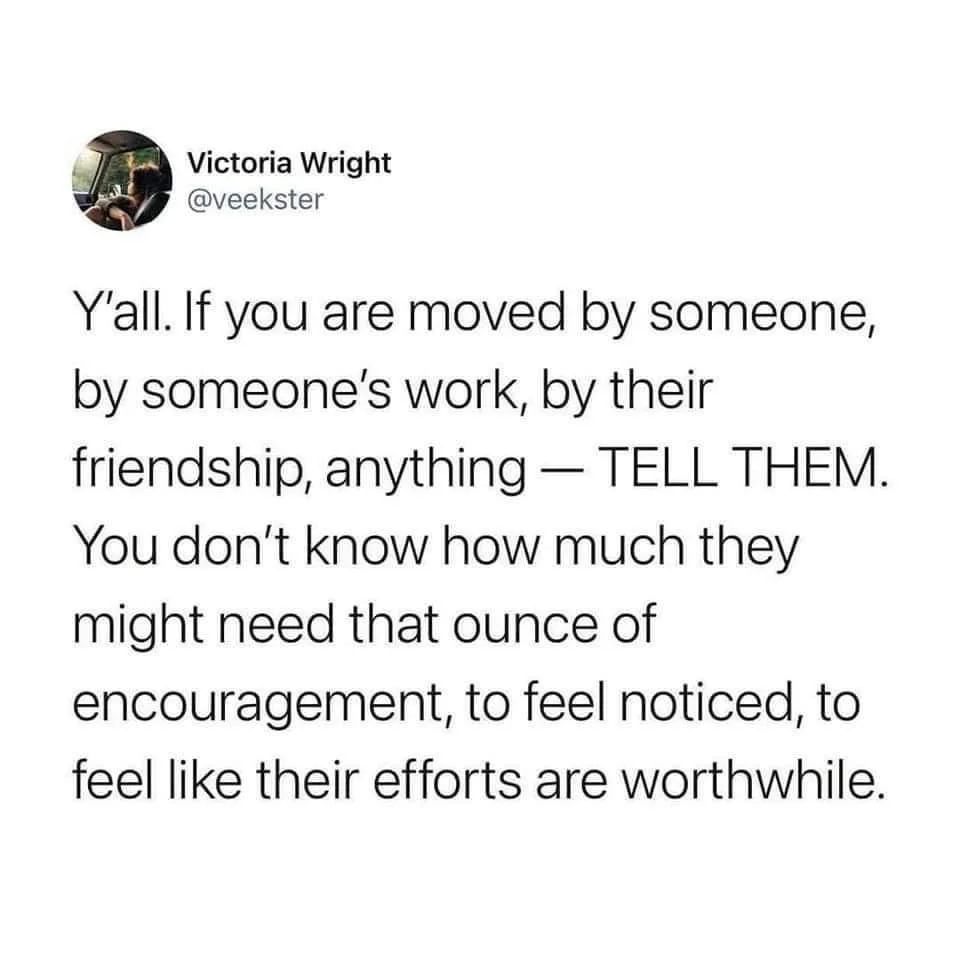 Victoria Wright
@veekster
Y'all. If you are moved by someone,
by someone’s work, by their
friendship, anything — TELL THEM.
You don’t know how much they
might need that ounce of
encouragement, to feel noticed, to
feel like their efforts are worthwhile.